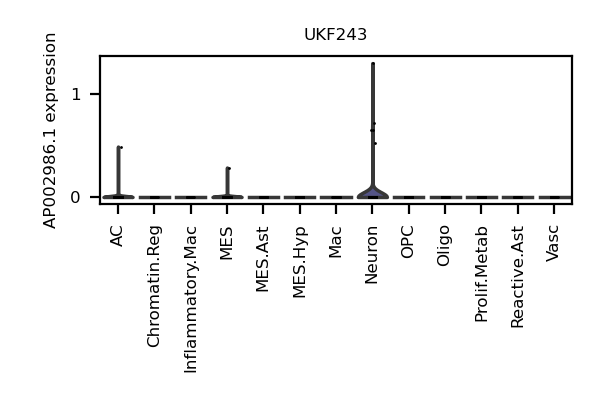 UKF243
AP002986.1 expression
1
0
AC
Chromatin.Reg
Inflammatory.Mac
MES
MES.Ast
MES.Hyp
Mac
Neuron
OPC
Oligo
Prolif.Metab
Reactive.Ast
Vasc